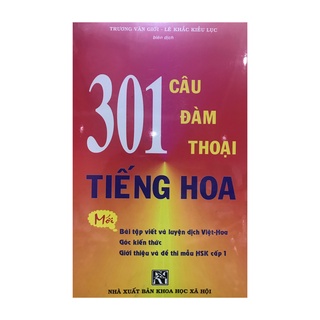 TRƯƠNG VĂN GIỚI - LÊ KHẮC KIỀU LỤC
biên dịch
301 CÂU
ĐÀM
THOẠI
TIẾNG HOA
Mới
Bài tập viết và luyện dịch Việt-Hoa
Góc kiến thức
Giới thiệu và đề thi mẫu HSK cấp 1
NHÀ XUẤT BẢN KHOA HỌC XÃ HỘI